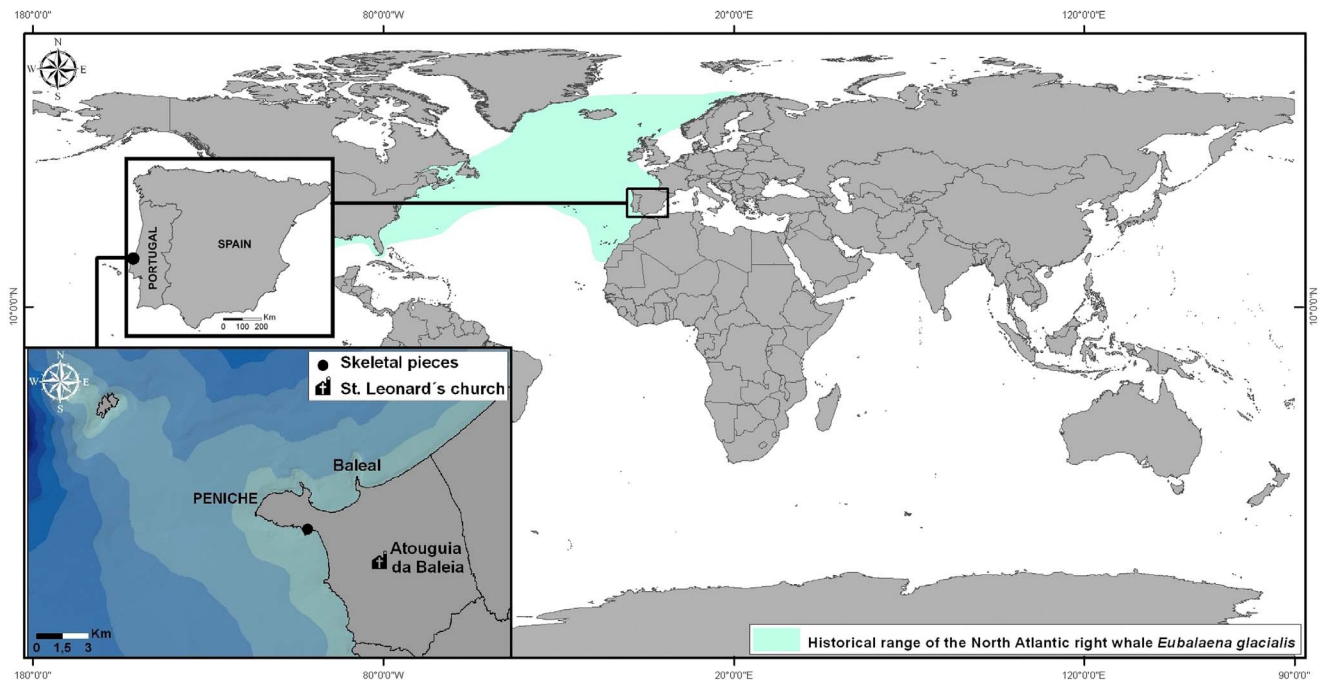 180°0'0"E
80°0'0"W
20°0'0"E
120°0'0"E
N
W E
S
10°0'0"N
10°0'0"N
PORTUGAL
SPAIN
Km
0 100 200
N
W E
S
Skeletal pieces
St. Leonard´s church
Baleal
PENICHE
Atouguia
da Baleia
Km
0 1,5 3
Historical range of the North Atlantic right whale Eubalaena glacialis
180°0'0"E
80°0'0"W
20°0'0"E
120°0'0"E
90°0'0"